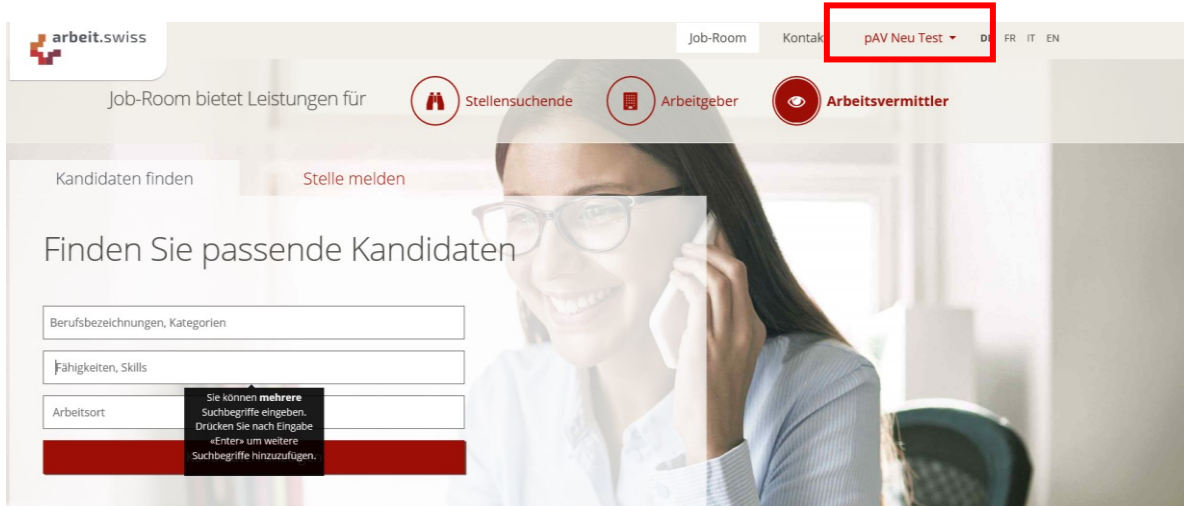 arbeit.swiss
Job-Room Kontak pAV Neu Test DE FR IT EN
Job-Room bietet Leistungen für Stellensuchende Arbeitgeber Arbeitsvermittler
Kandidaten finden Stelle melden
Finden Sie passende Kandidaten
Berufsbezeichnungen, Kategorien
Fähigkeiten, Skills
Sie können mehrere
Suchbegriffe eingeben.
Arbeitsort
Drücken Sie nach Eingabe
«Enter» um weitere
Suchbegriffe hinzuzufügen.